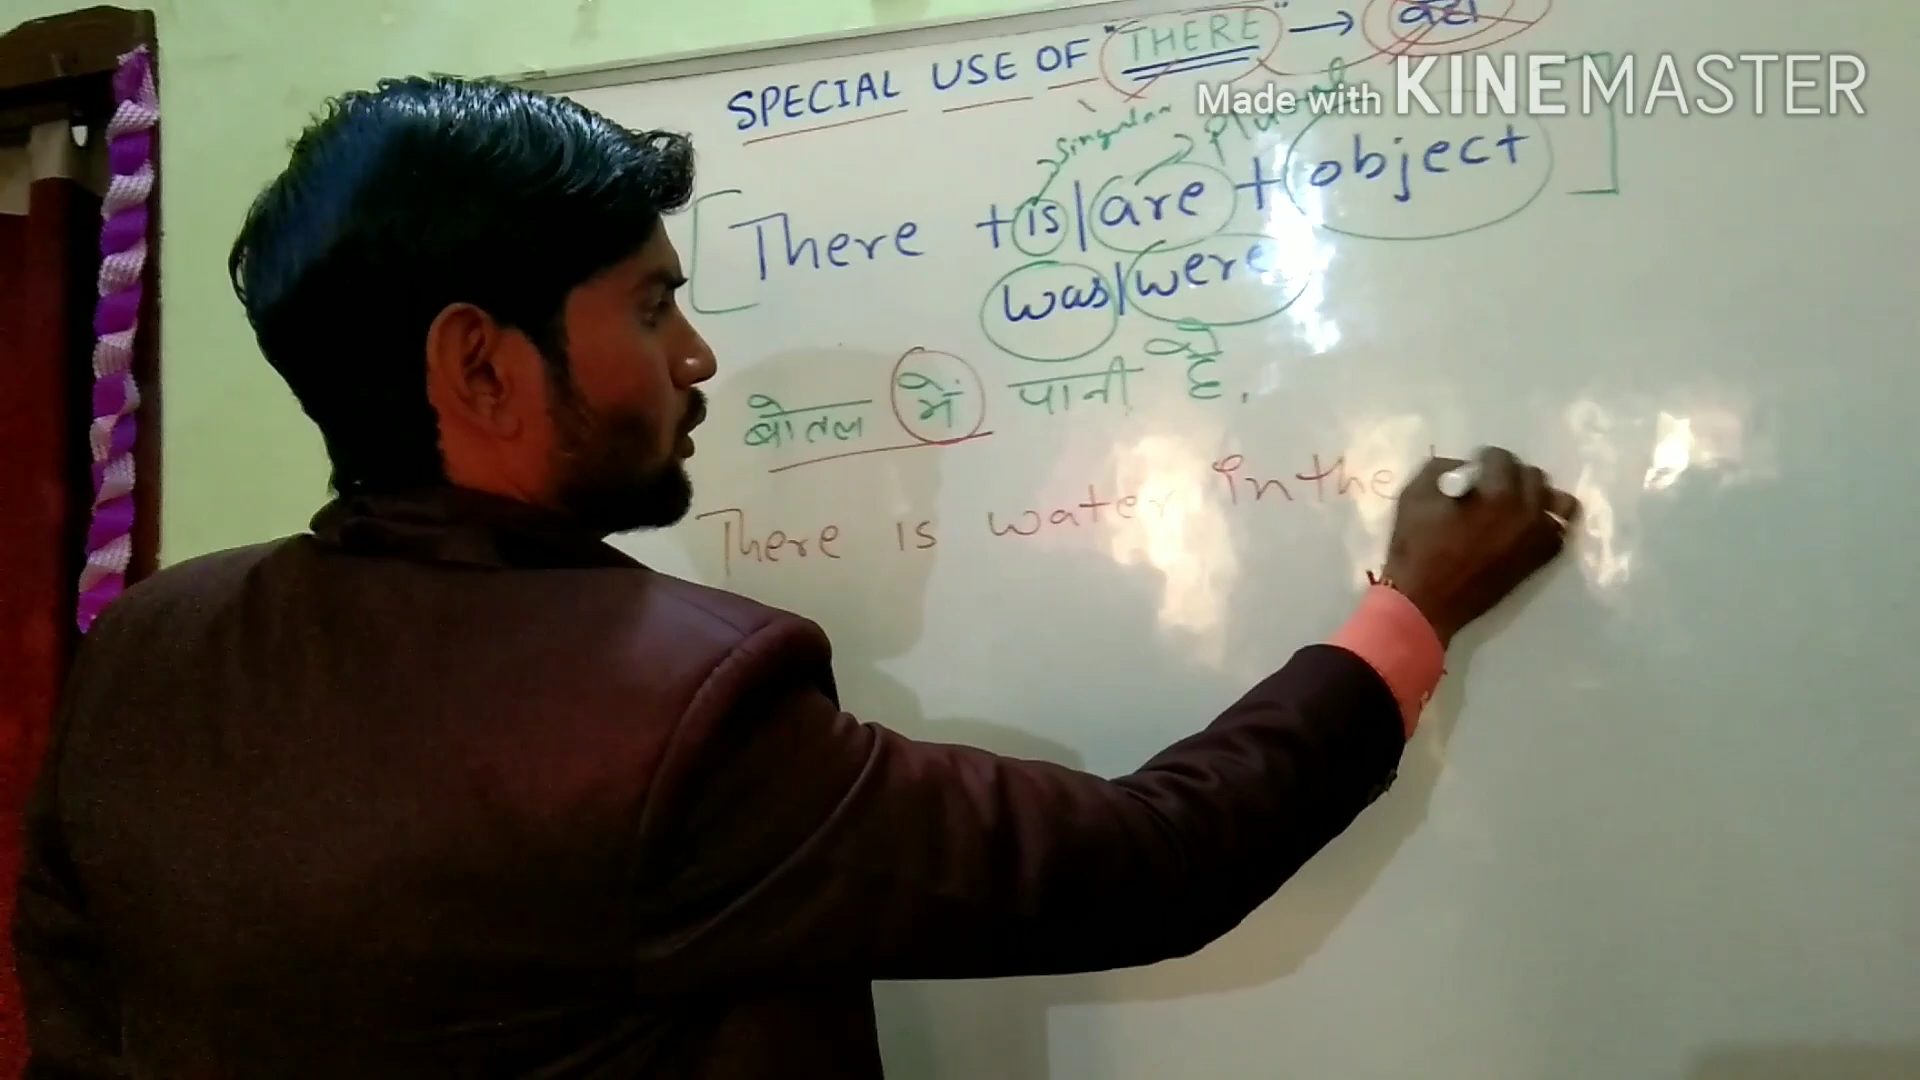 SPECIAL USE OF "THERE" → वहाँ
Made with KINEMASTER
Singular Plural
[There + is|are + object]
was|were
बोतल में पानी है.
There is water in the